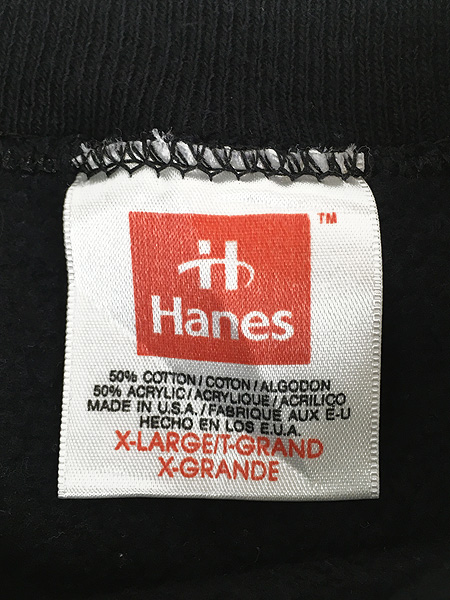 ™
H
Hanes
50% COTTON / COTON / ALGODON
50% ACRYLIC / ACRYLIQUE / ACRILICO
MADE IN U.S.A. / FABRIQUE AUX E-U
HECHO EN LOS E.U.A.
X-LARGE/T-GRAND
X-GRANDE